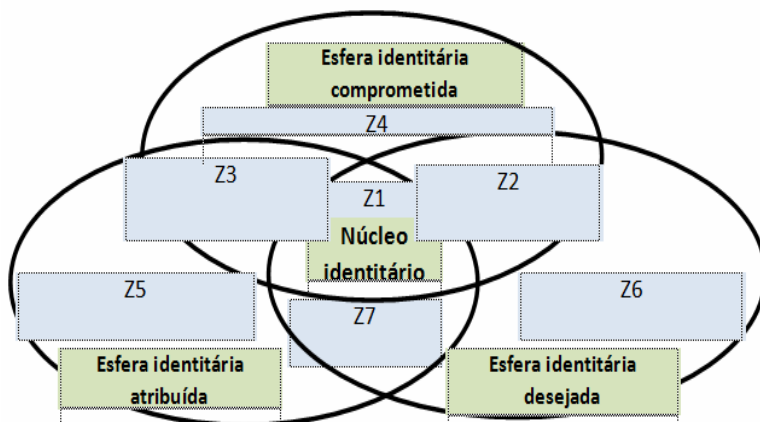 Esfera identitária
comprometida
Z4
Z3
Z1
Z2
Núcleo
identitário
Z5
Z7
Z6
Esfera identitária
atribuída
Esfera identitária
desejada